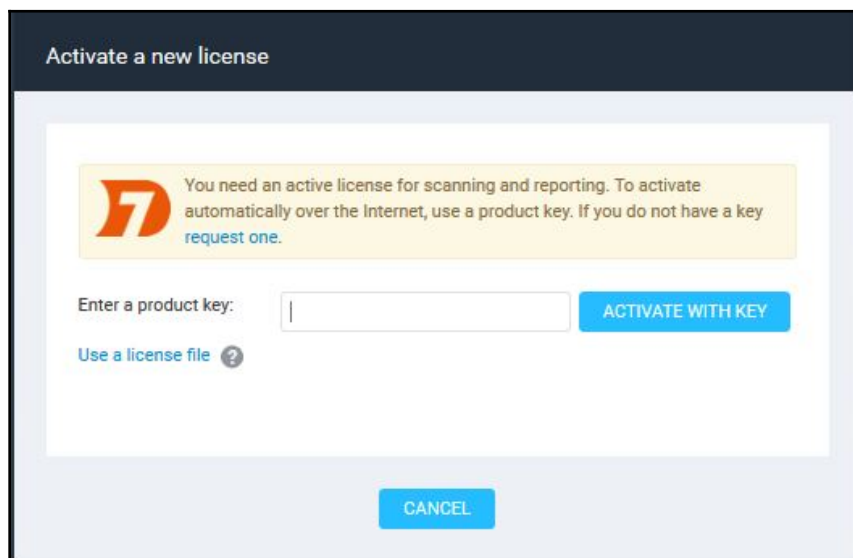 Activate a new license
You need an active license for scanning and reporting. To activate
automatically over the Internet, use a product key. If you do not have a key
request one.
Enter a product key:
ACTIVATE WITH KEY
Use a license file ?
CANCEL